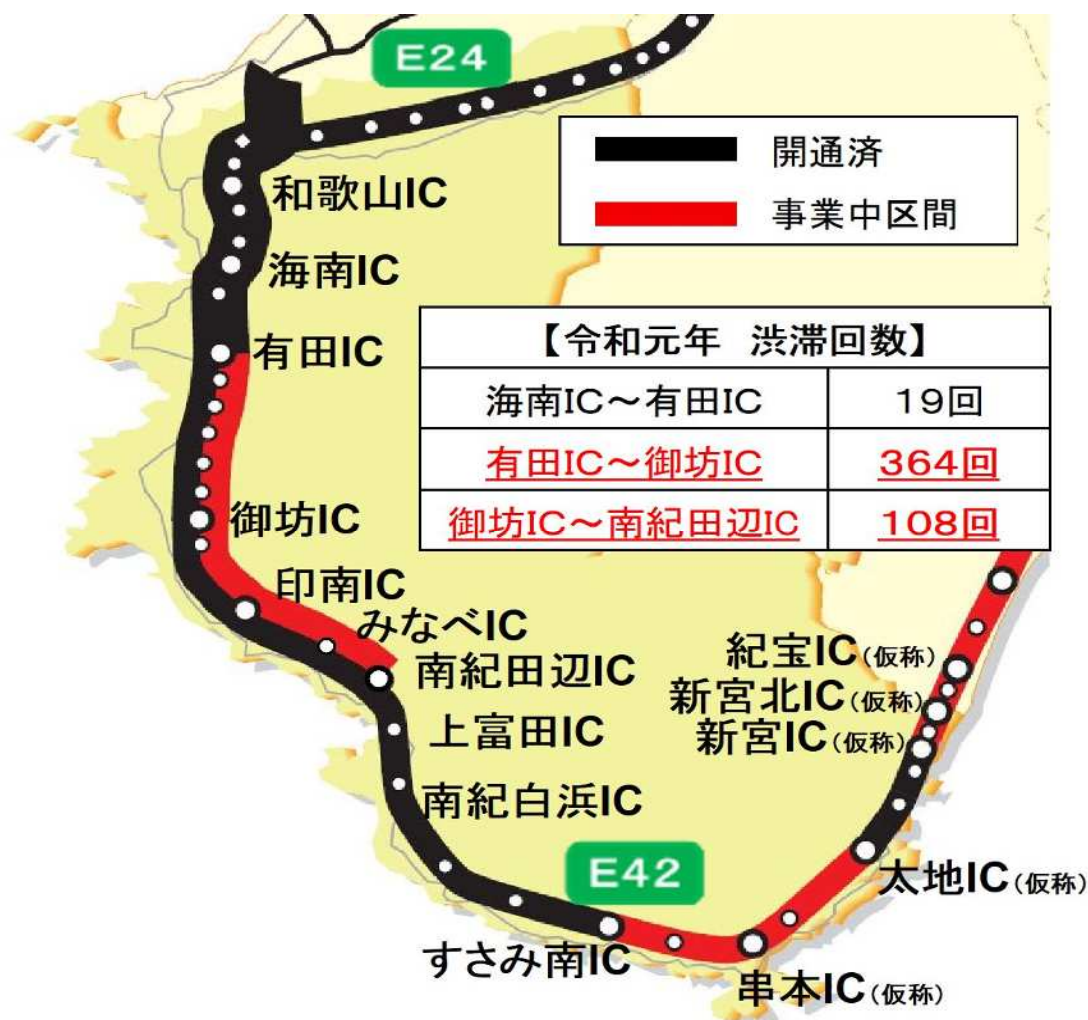 E24
開通済
事業中区間
和歌山IC
海南IC
有田IC
【令和元年 渋滞回数】
海南IC～有田IC 19回
有田IC～御坊IC 364回
御坊IC～南紀田辺IC 108回
御坊IC
印南IC
みなべIC
南紀田辺IC
上富田IC
南紀白浜IC
紀宝IC(仮称)
新宮北IC(仮称)
新宮IC(仮称)
E42
太地IC(仮称)
すさみ南IC
串本IC(仮称)